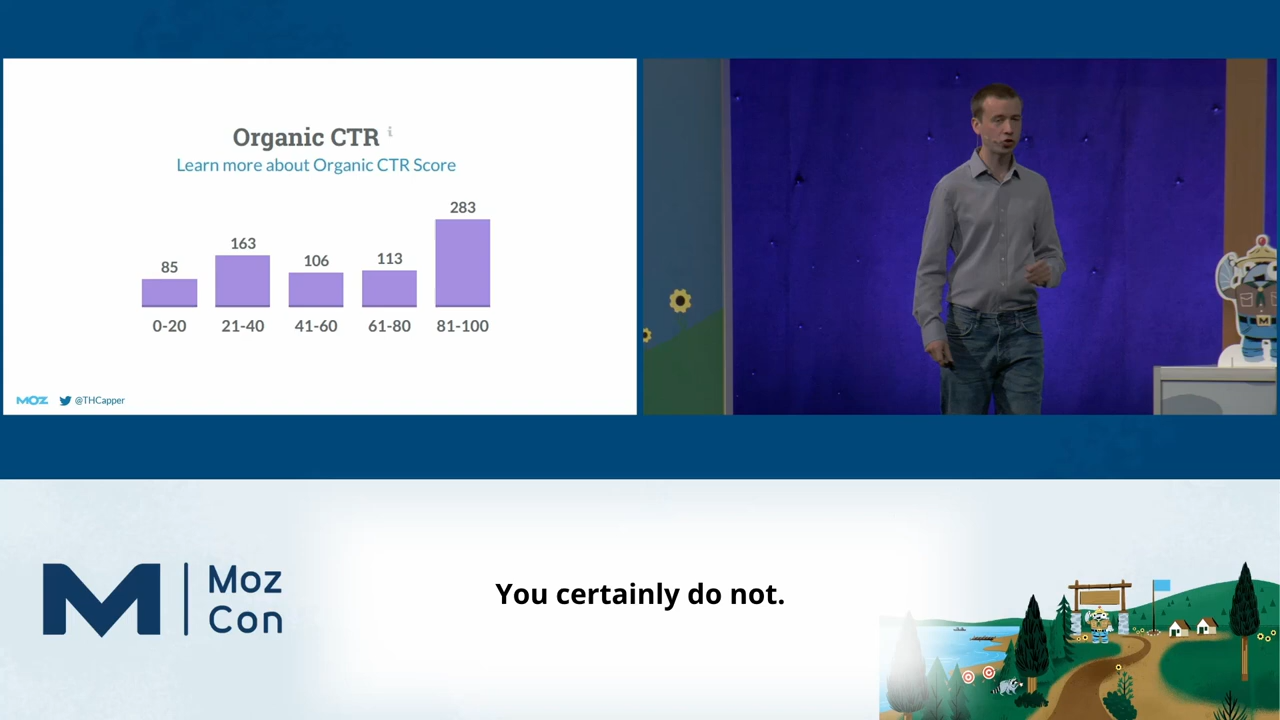 Organic CTR i
Learn more about Organic CTR Score
283
163
113
106
85
0-20 21-40 41-60 61-80 81-100
MOZ @THCapper
M
M | Moz
Con
You certainly do not.